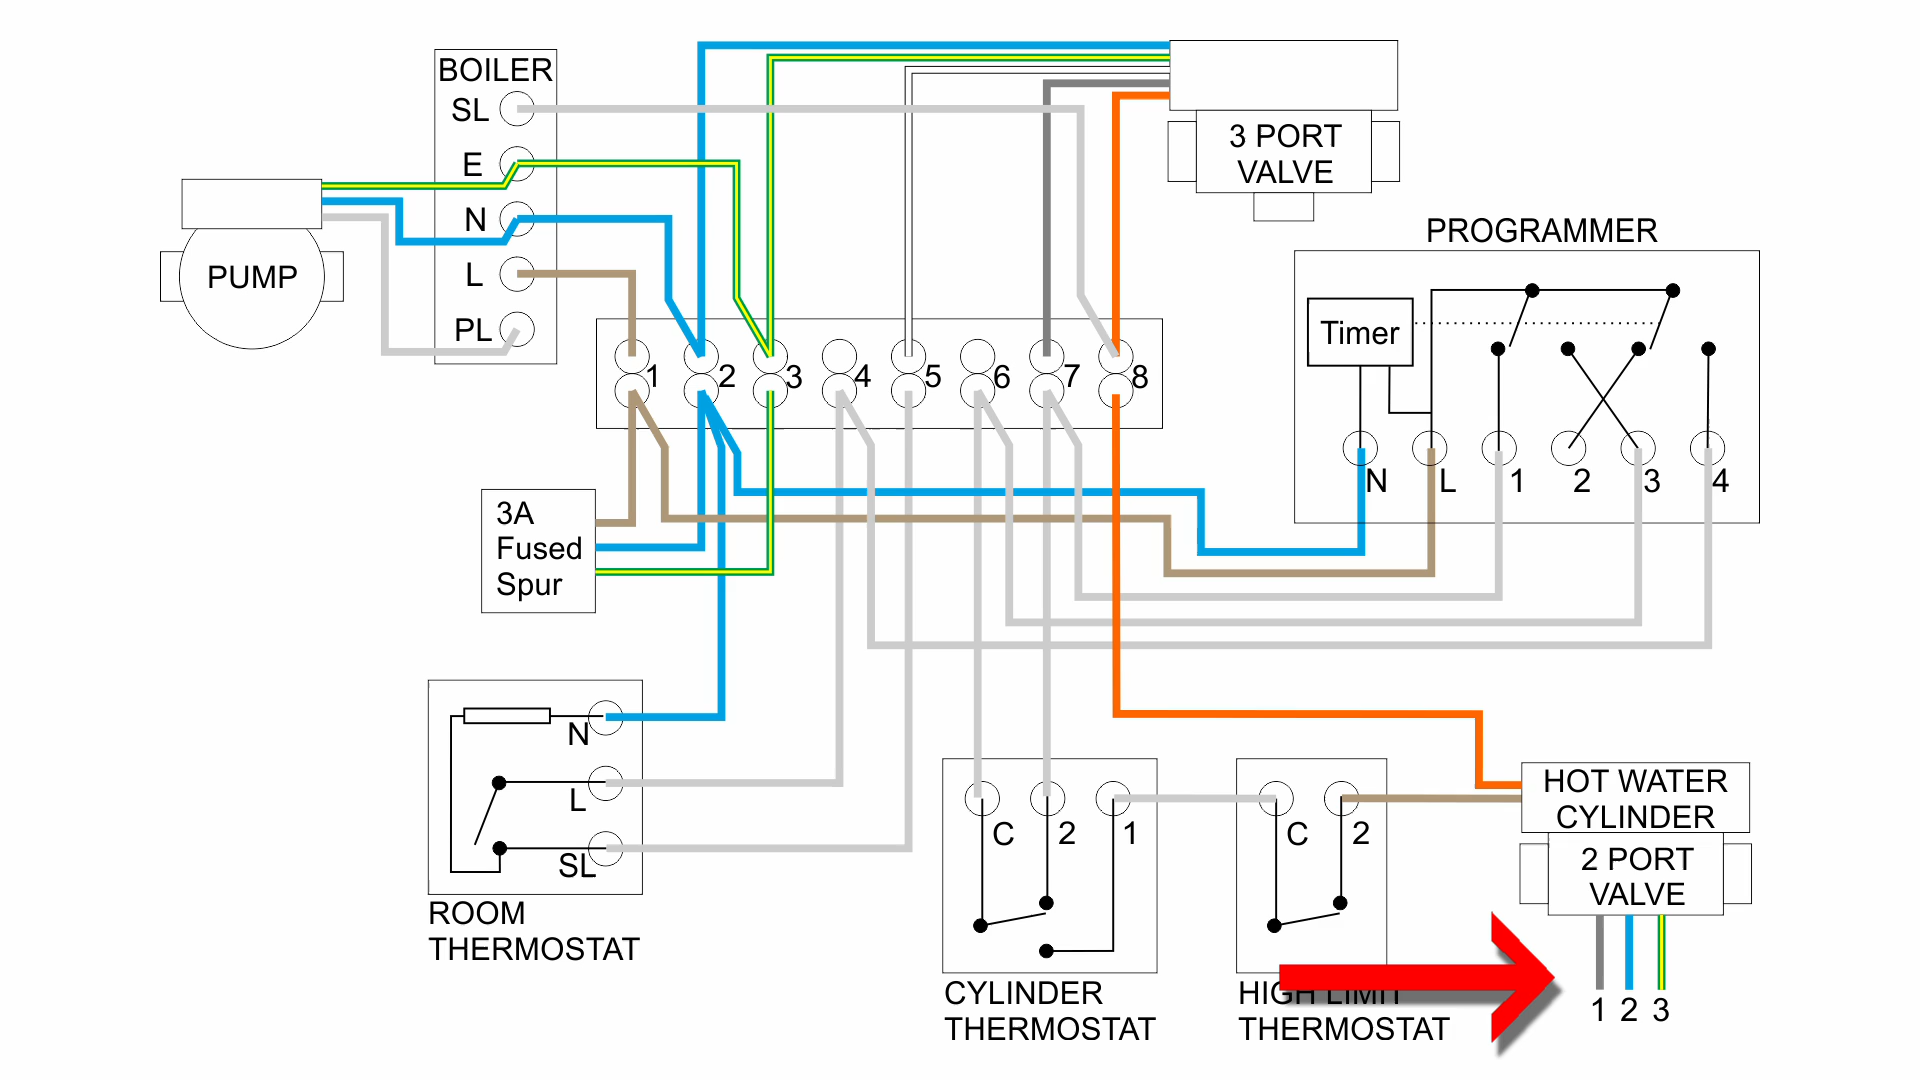 BOILER
SL
E
N
L
PL
PUMP
3 PORT
VALVE
PROGRAMMER
Timer
N L 1 2 3 4
1 2 3 4 5 6 7 8
3A
Fused
Spur
N
L
SL
ROOM
THERMOSTAT
C 2 1
CYLINDER
THERMOSTAT
C 2
HIGH LIMIT
THERMOSTAT
HOT WATER
CYLINDER
2 PORT
VALVE
1 2 3